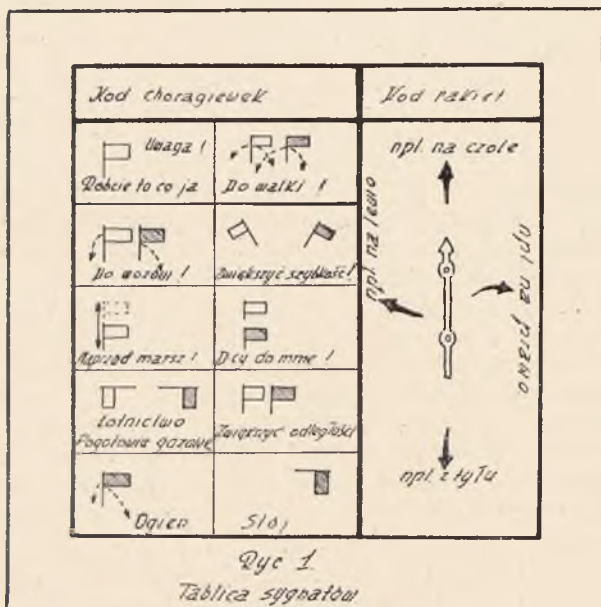 Kod chorągiewek
Kod rakiet
Uwaga!
Róbcie to co ja
Do walki!
Do wozów!
Zwiększyć szybkość!
Naprzód marsz!
D-cy do mnie!
Lotnictwo
Pogotowie gazowe
Zwiększyć odległości
Ogień
Stój
npl. na czole
npl. na lewo
npl na prawo
npl. z tyłu
Ryc 1.
Tablica sygnałów